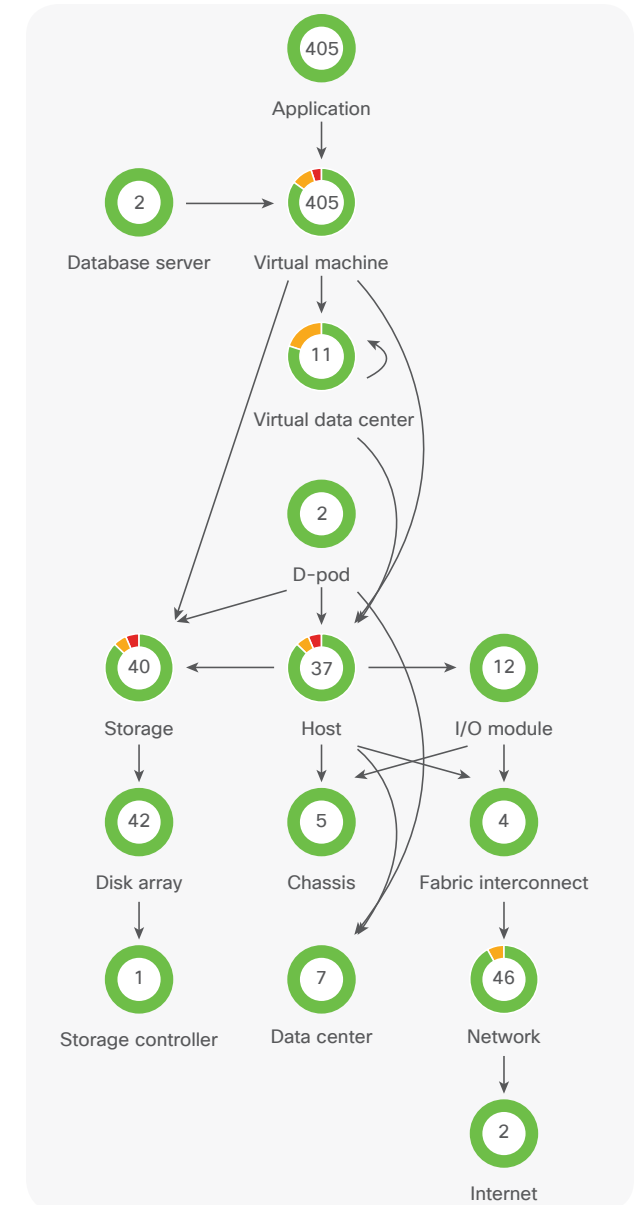 405
Application
2
405
Database server
Virtual machine
11
Virtual data center
2
D-pod
40
37
12
Storage
Host
I/O module
42
5
4
Disk array
Chassis
Fabric interconnect
1
7
46
Storage controller
Data center
Network
2
Internet